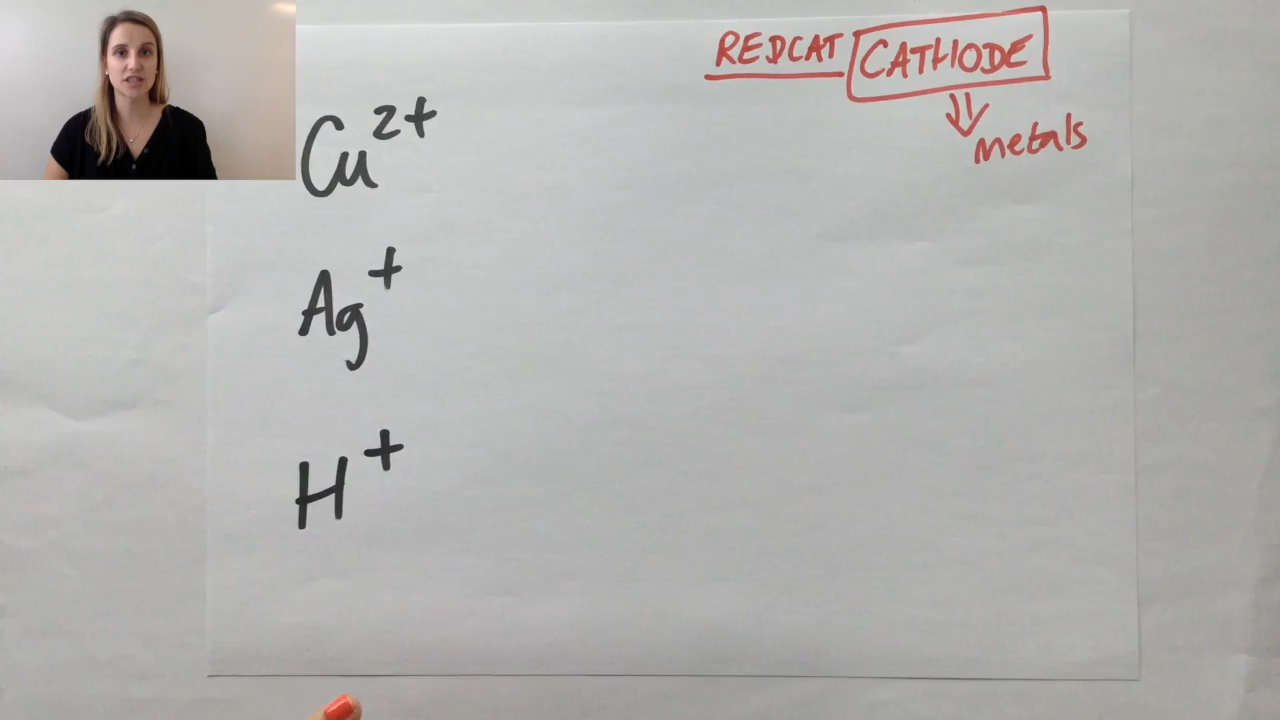 REDCAT CATHODE
metals
Cu²⁺
Ag⁺
H⁺